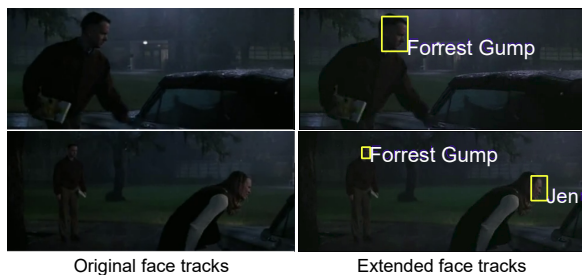 Forrest Gump
Forrest Gump
Jen
Original face tracks
Extended face tracks